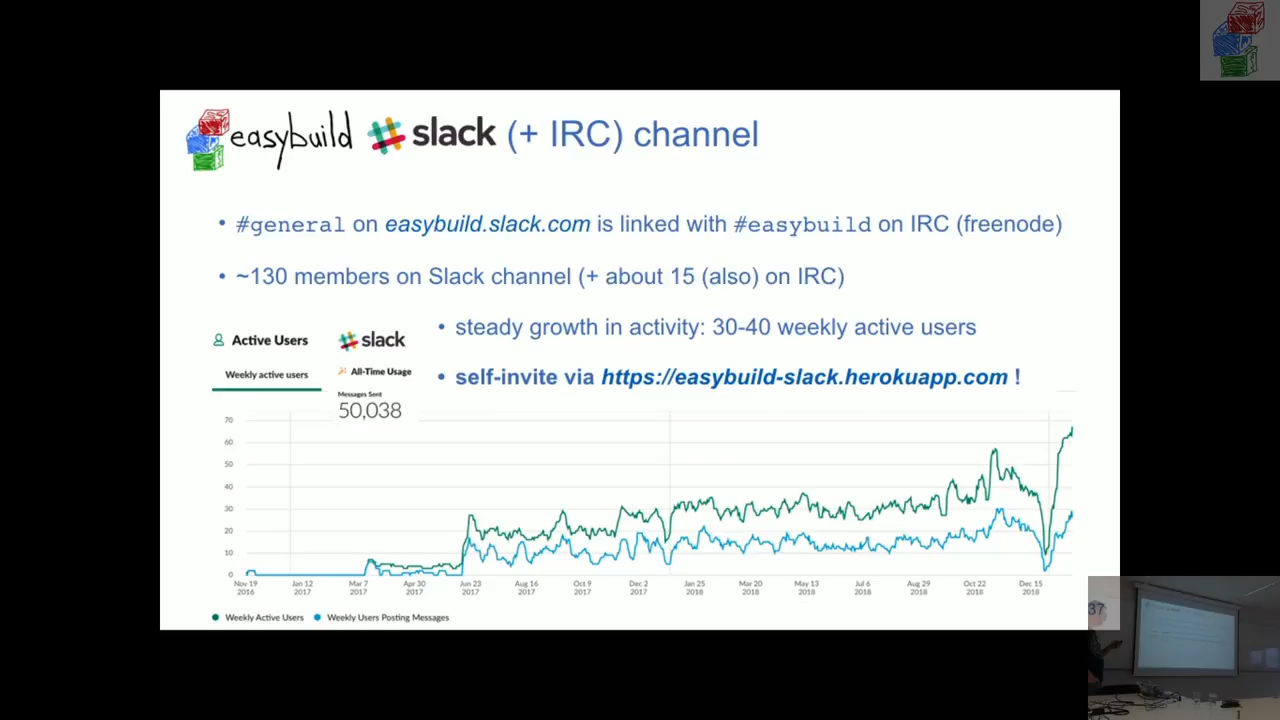 easybuild slack (+ IRC) channel
• #general on easybuild.slack.com is linked with #easybuild on IRC (freenode)
• ~130 members on Slack channel (+ about 15 (also) on IRC)
• steady growth in activity: 30-40 weekly active users
• self-invite via https://easybuild-slack.herokuapp.com !
Active Users
Weekly active users
slack
All-Time Usage
Messages Sent
50,038
70
60
50
40
30
20
10
0
Nov 19 2016
Jan 12 2017
Mar 7 2017
Apr 30 2017
Jun 23 2017
Aug 16 2017
Oct 9 2017
Dec 2 2017
Jan 25 2018
Mar 20 2018
May 13 2018
Jul 6 2018
Aug 29 2018
Oct 22 2018
Dec 15 2018
Weekly Active Users
Weekly Users Posting Messages
37